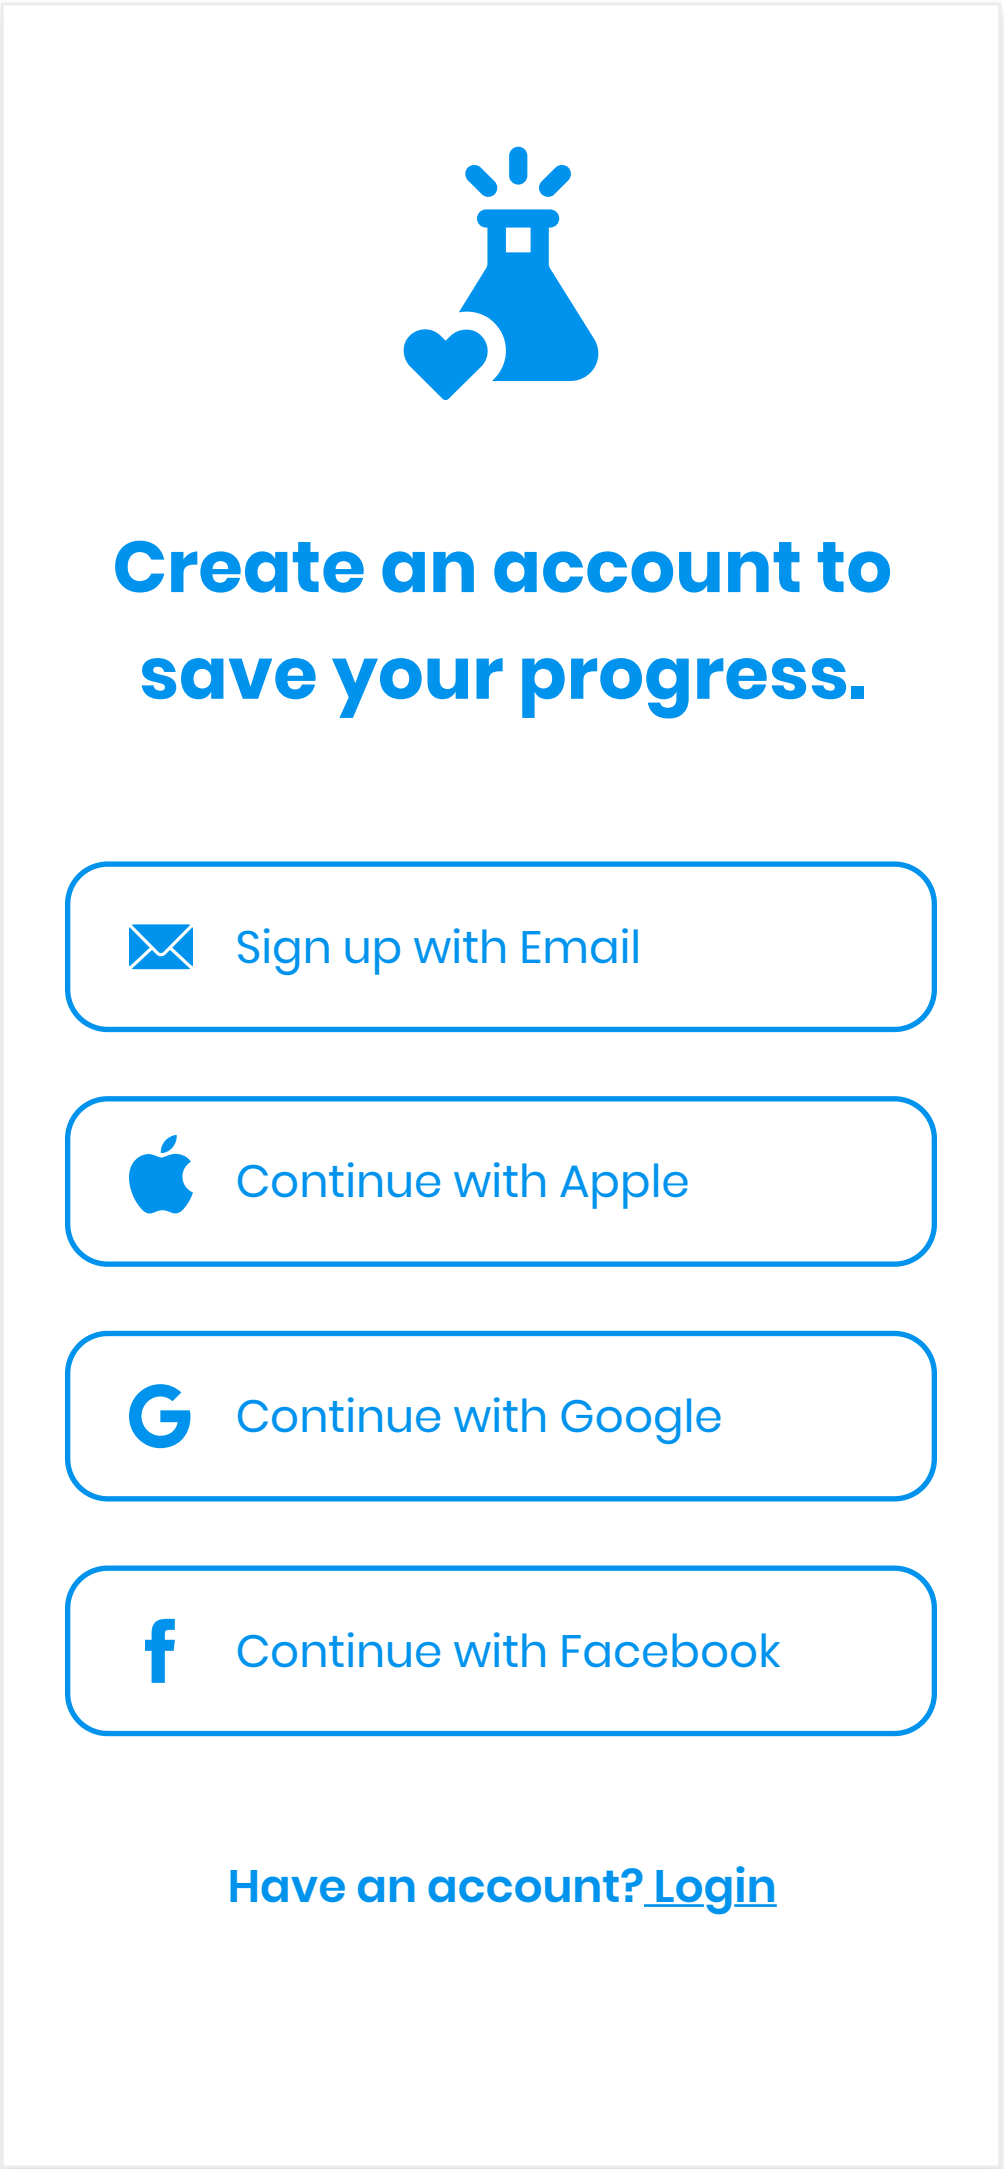 Create an account to
save your progress.
Sign up with Email
Continue with Apple
Continue with Google
Continue with Facebook
Have an account? Login